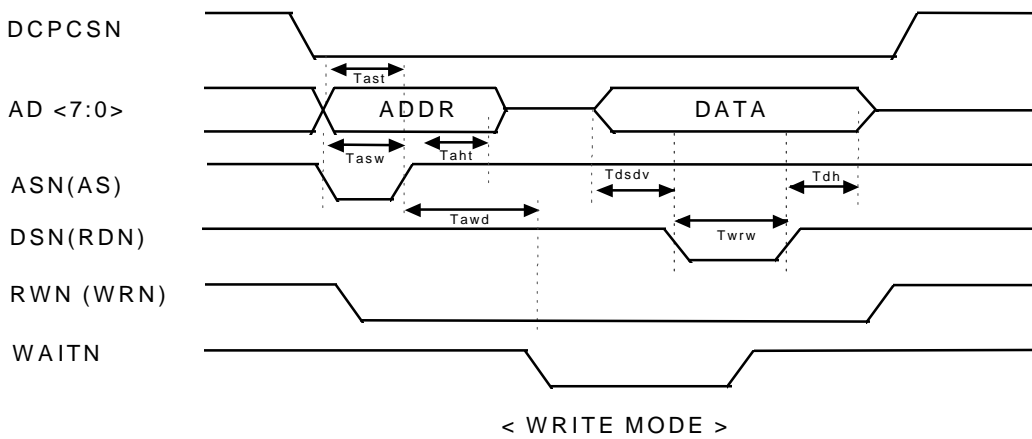 DCPCSN
Tast
AD <7:0>
ADDR
DATA
Tasw
Taht
ASN(AS)
Tdsdv
Tdh
Tawd
Twrw
DSN(RDN)
RWN (WRN)
WAITN
< WRITE MODE >